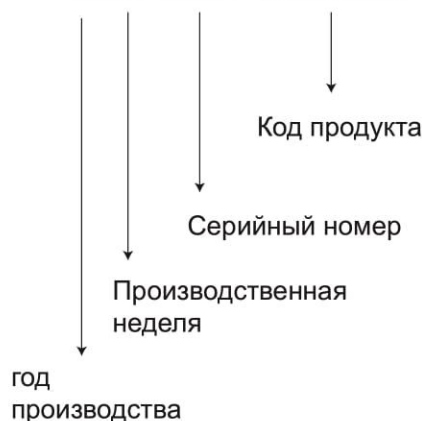 Код продукта
Серийный номер
Производственная
неделя
год
производства